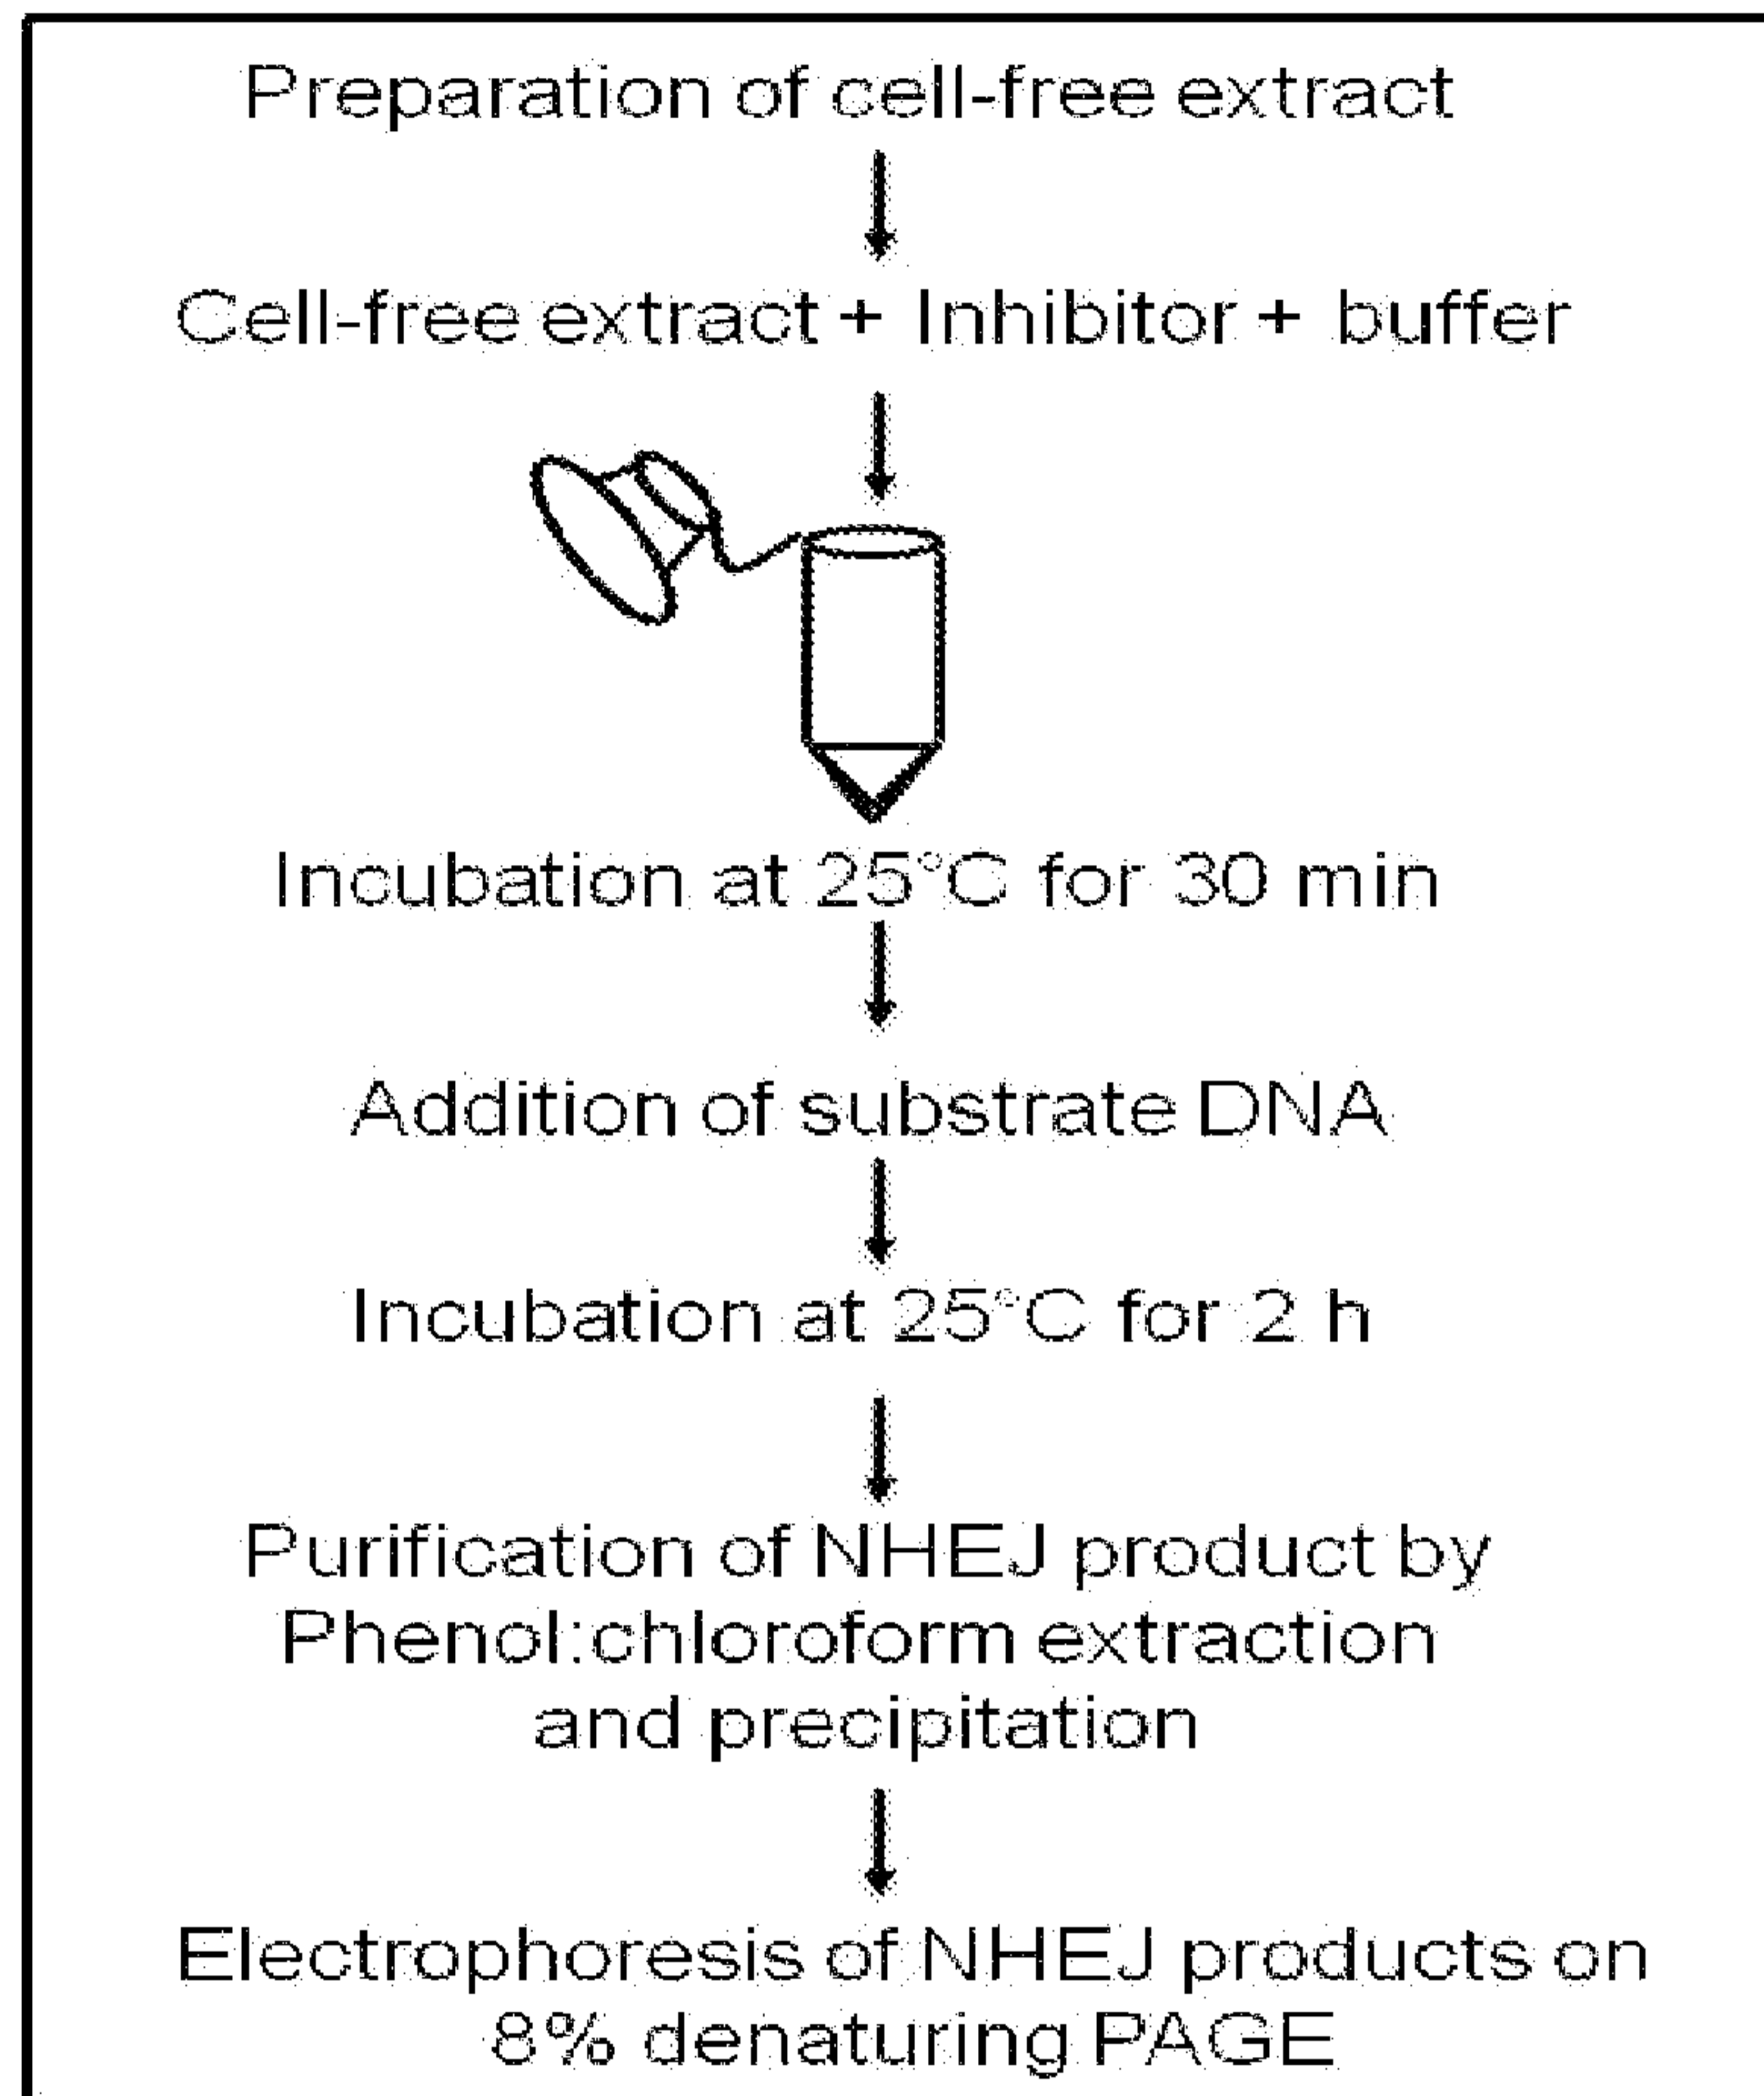 Preparation of cell-free extract
Cell-free extract + Inhibitor + buffer
Incubation at 25°C for 30 min
Addition of substrate DNA
Incubation at 25°C for 2 h
Purification of NHEJ product by
Phenol:chloroform extraction
and precipitation
Electrophoresis of NHEJ products on
8% denaturing PAGE